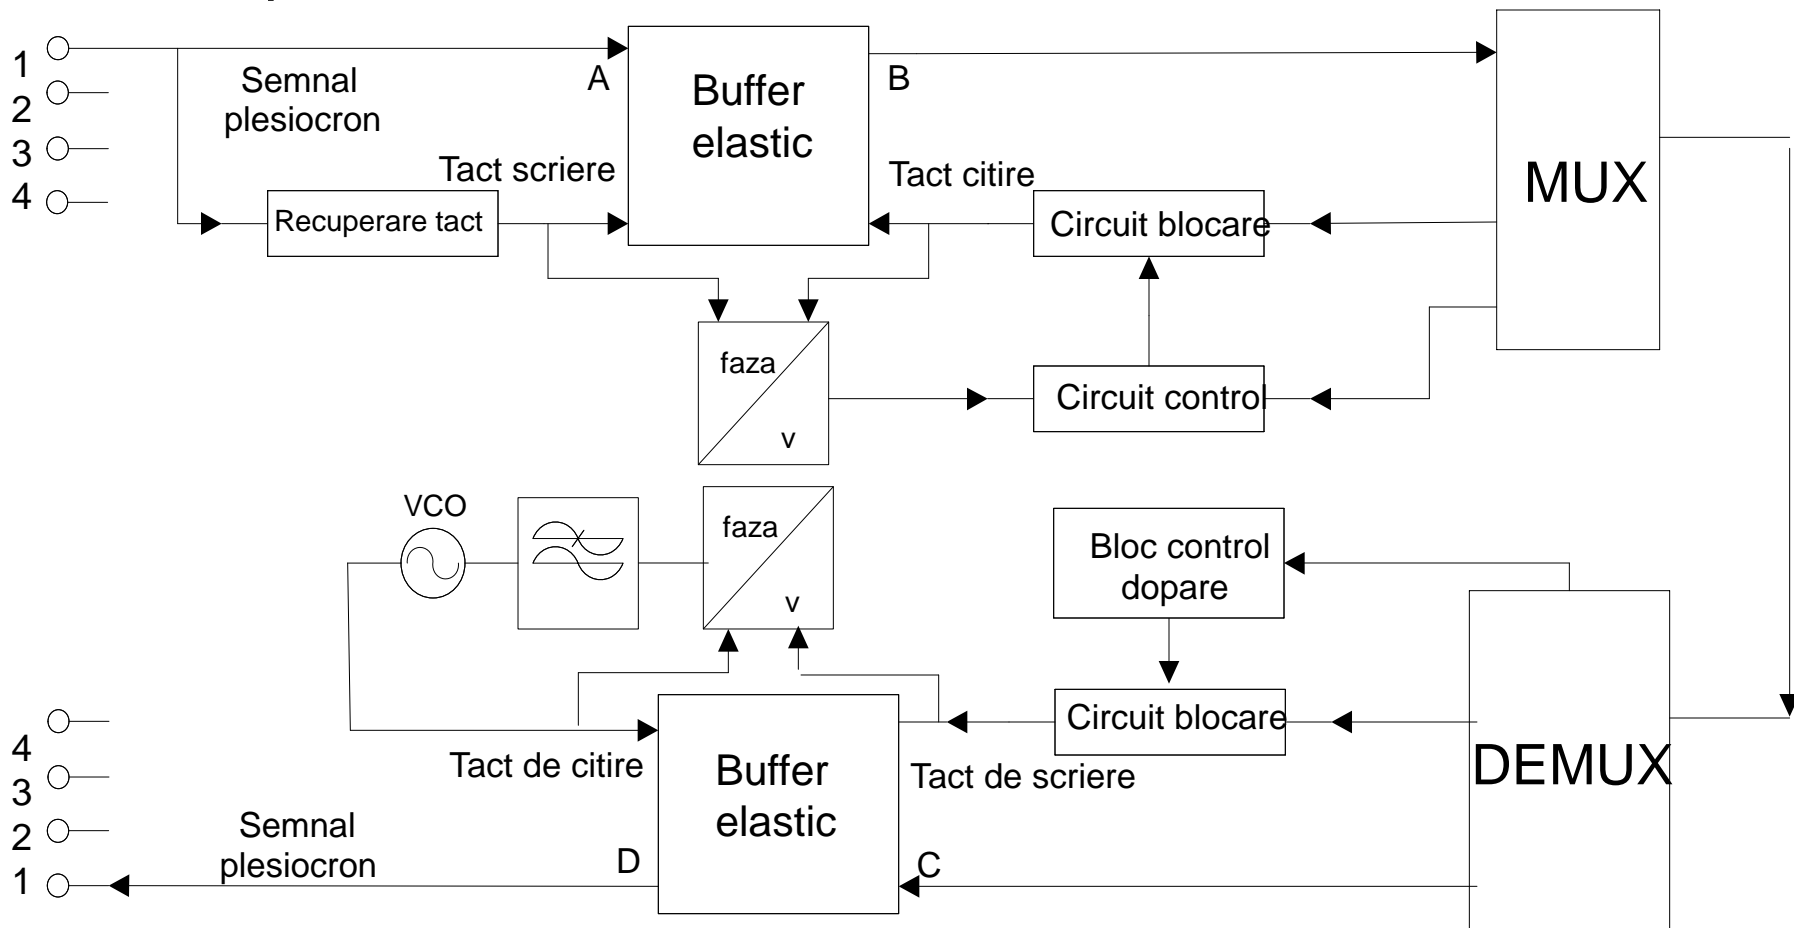 1
2
3
4
Semnal
plesiocron
A
Buffer
elastic
B
MUX
Tact scriere
Tact citire
Recuperare tact
Circuit blocare
faza
v
Circuit control
VCO
faza
v
Bloc control
dopare
Circuit blocare
DEMUX
Tact de citire
Buffer
elastic
Tact de scriere
4
3
2
1
Semnal
plesiocron
D
C